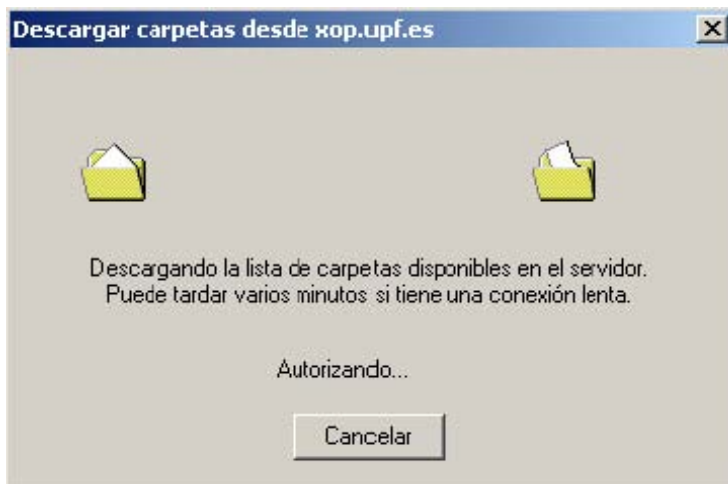 Descargar carpetas desde xop.upf.es
Descargando la lista de carpetas disponibles en el servidor.
Puede tardar varios minutos si tiene una conexión lenta.
Autorizando...
Cancelar